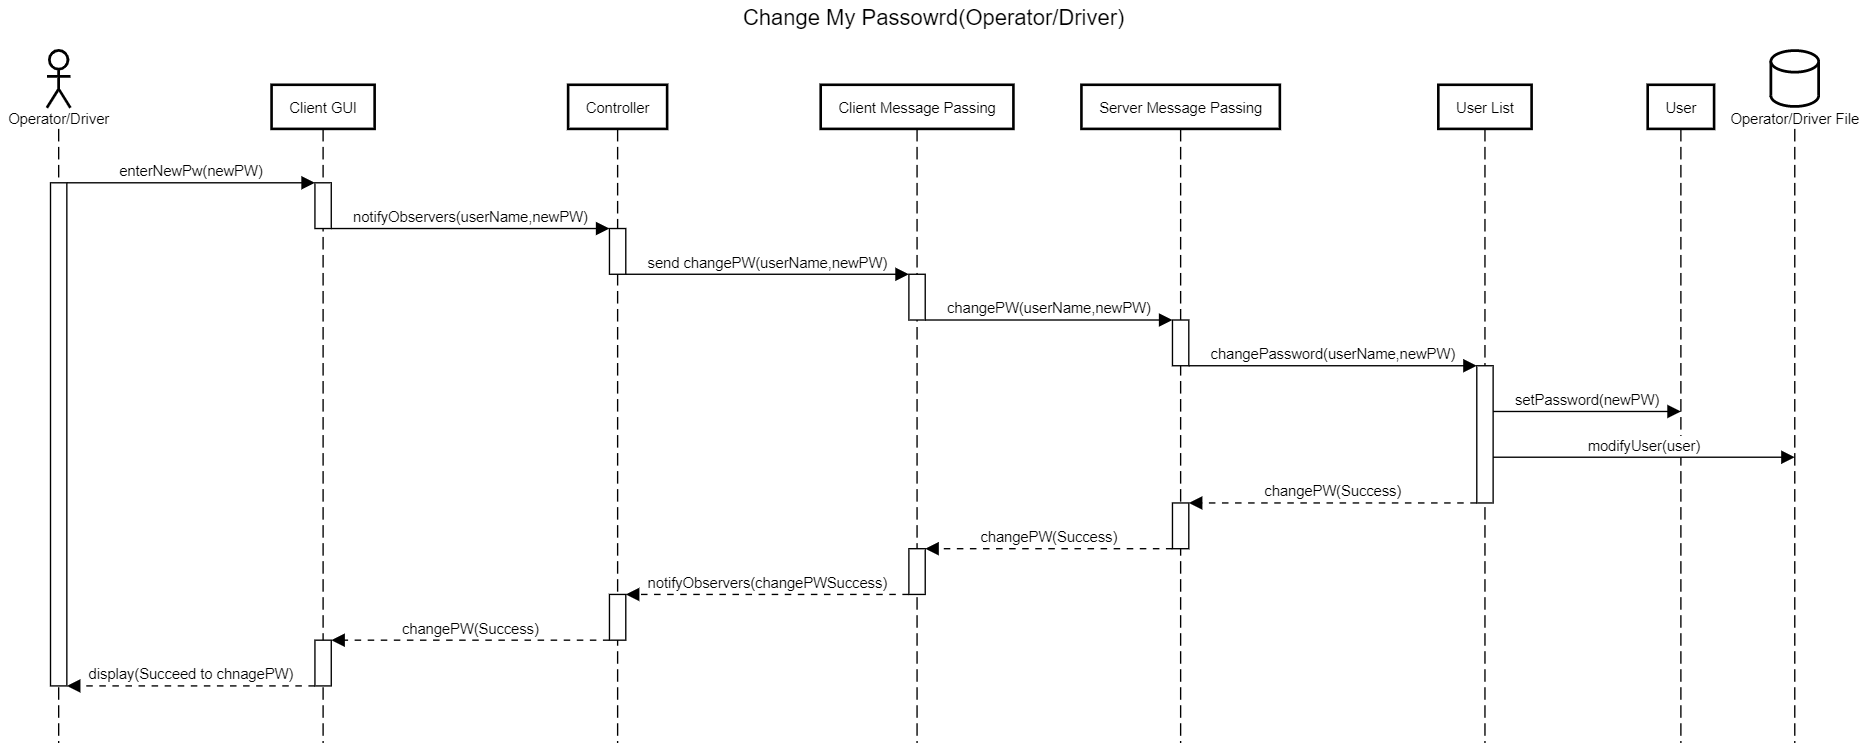 Change My Passowrd(Operator/Driver)
Operator/Driver
Client GUI
Controller
Client Message Passing
Server Message Passing
User List
User
Operator/Driver File
enterNewPw(newPW)
notifyObservers(userName,newPW)
send changePW(userName,newPW)
changePW(userName,newPW)
changePassword(userName,newPW)
setPassword(newPW)
modifyUser(user)
changePW(Success)
changePW(Success)
notifyObservers(changePWSuccess)
changePW(Success)
display(Succeed to chnagePW)